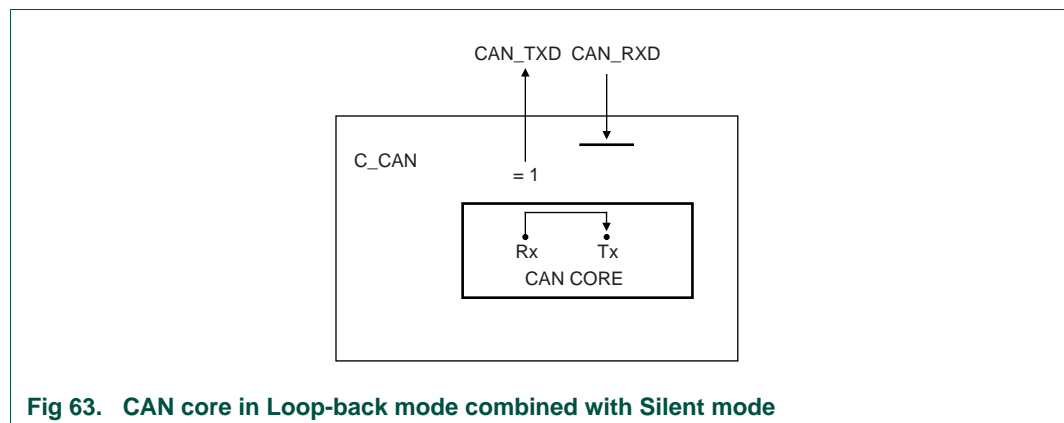 CAN_TXD CAN_RXD
C_CAN
= 1
Rx Tx
CAN CORE
Fig 63. CAN core in Loop-back mode combined with Silent mode